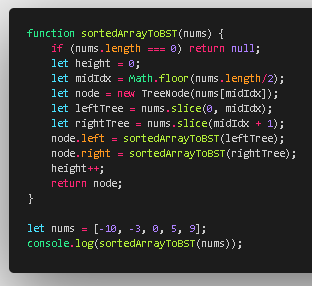 function sortedArrayToBST(nums) {
    if (nums.length === 0) return null;
    let height = 0;
    let midIdx = Math.floor(nums.length/2);
    let node = new TreeNode(nums[midIdx]);
    let leftTree = nums.slice(0, midIdx);
    let rightTree = nums.slice(midIdx + 1);
    node.left = sortedArrayToBST(leftTree);
    node.right = sortedArrayToBST(rightTree);
    height++;
    return node;
}

let nums = [-10, -3, 0, 5, 9];
console.log(sortedArrayToBST(nums));